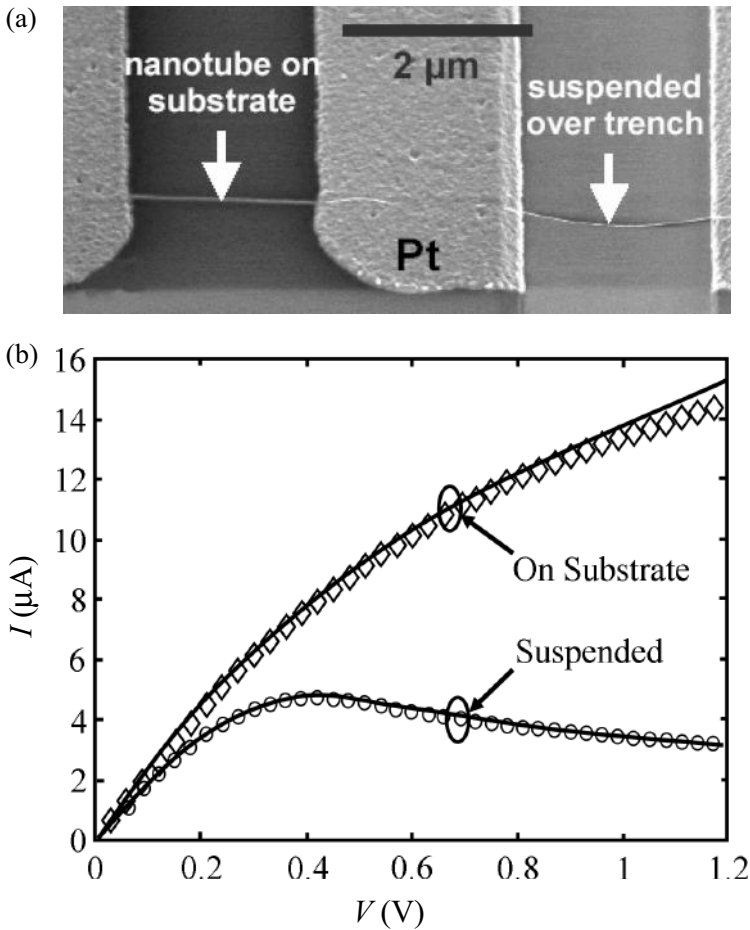 (a)
nanotube on
substrate
2 μm
suspended
over trench
Pt
(b)
16
14
12
10
8
6
4
2
0
I (μA)
On Substrate
Suspended
0 0.2 0.4 0.6 0.8 1 1.2
V (V)